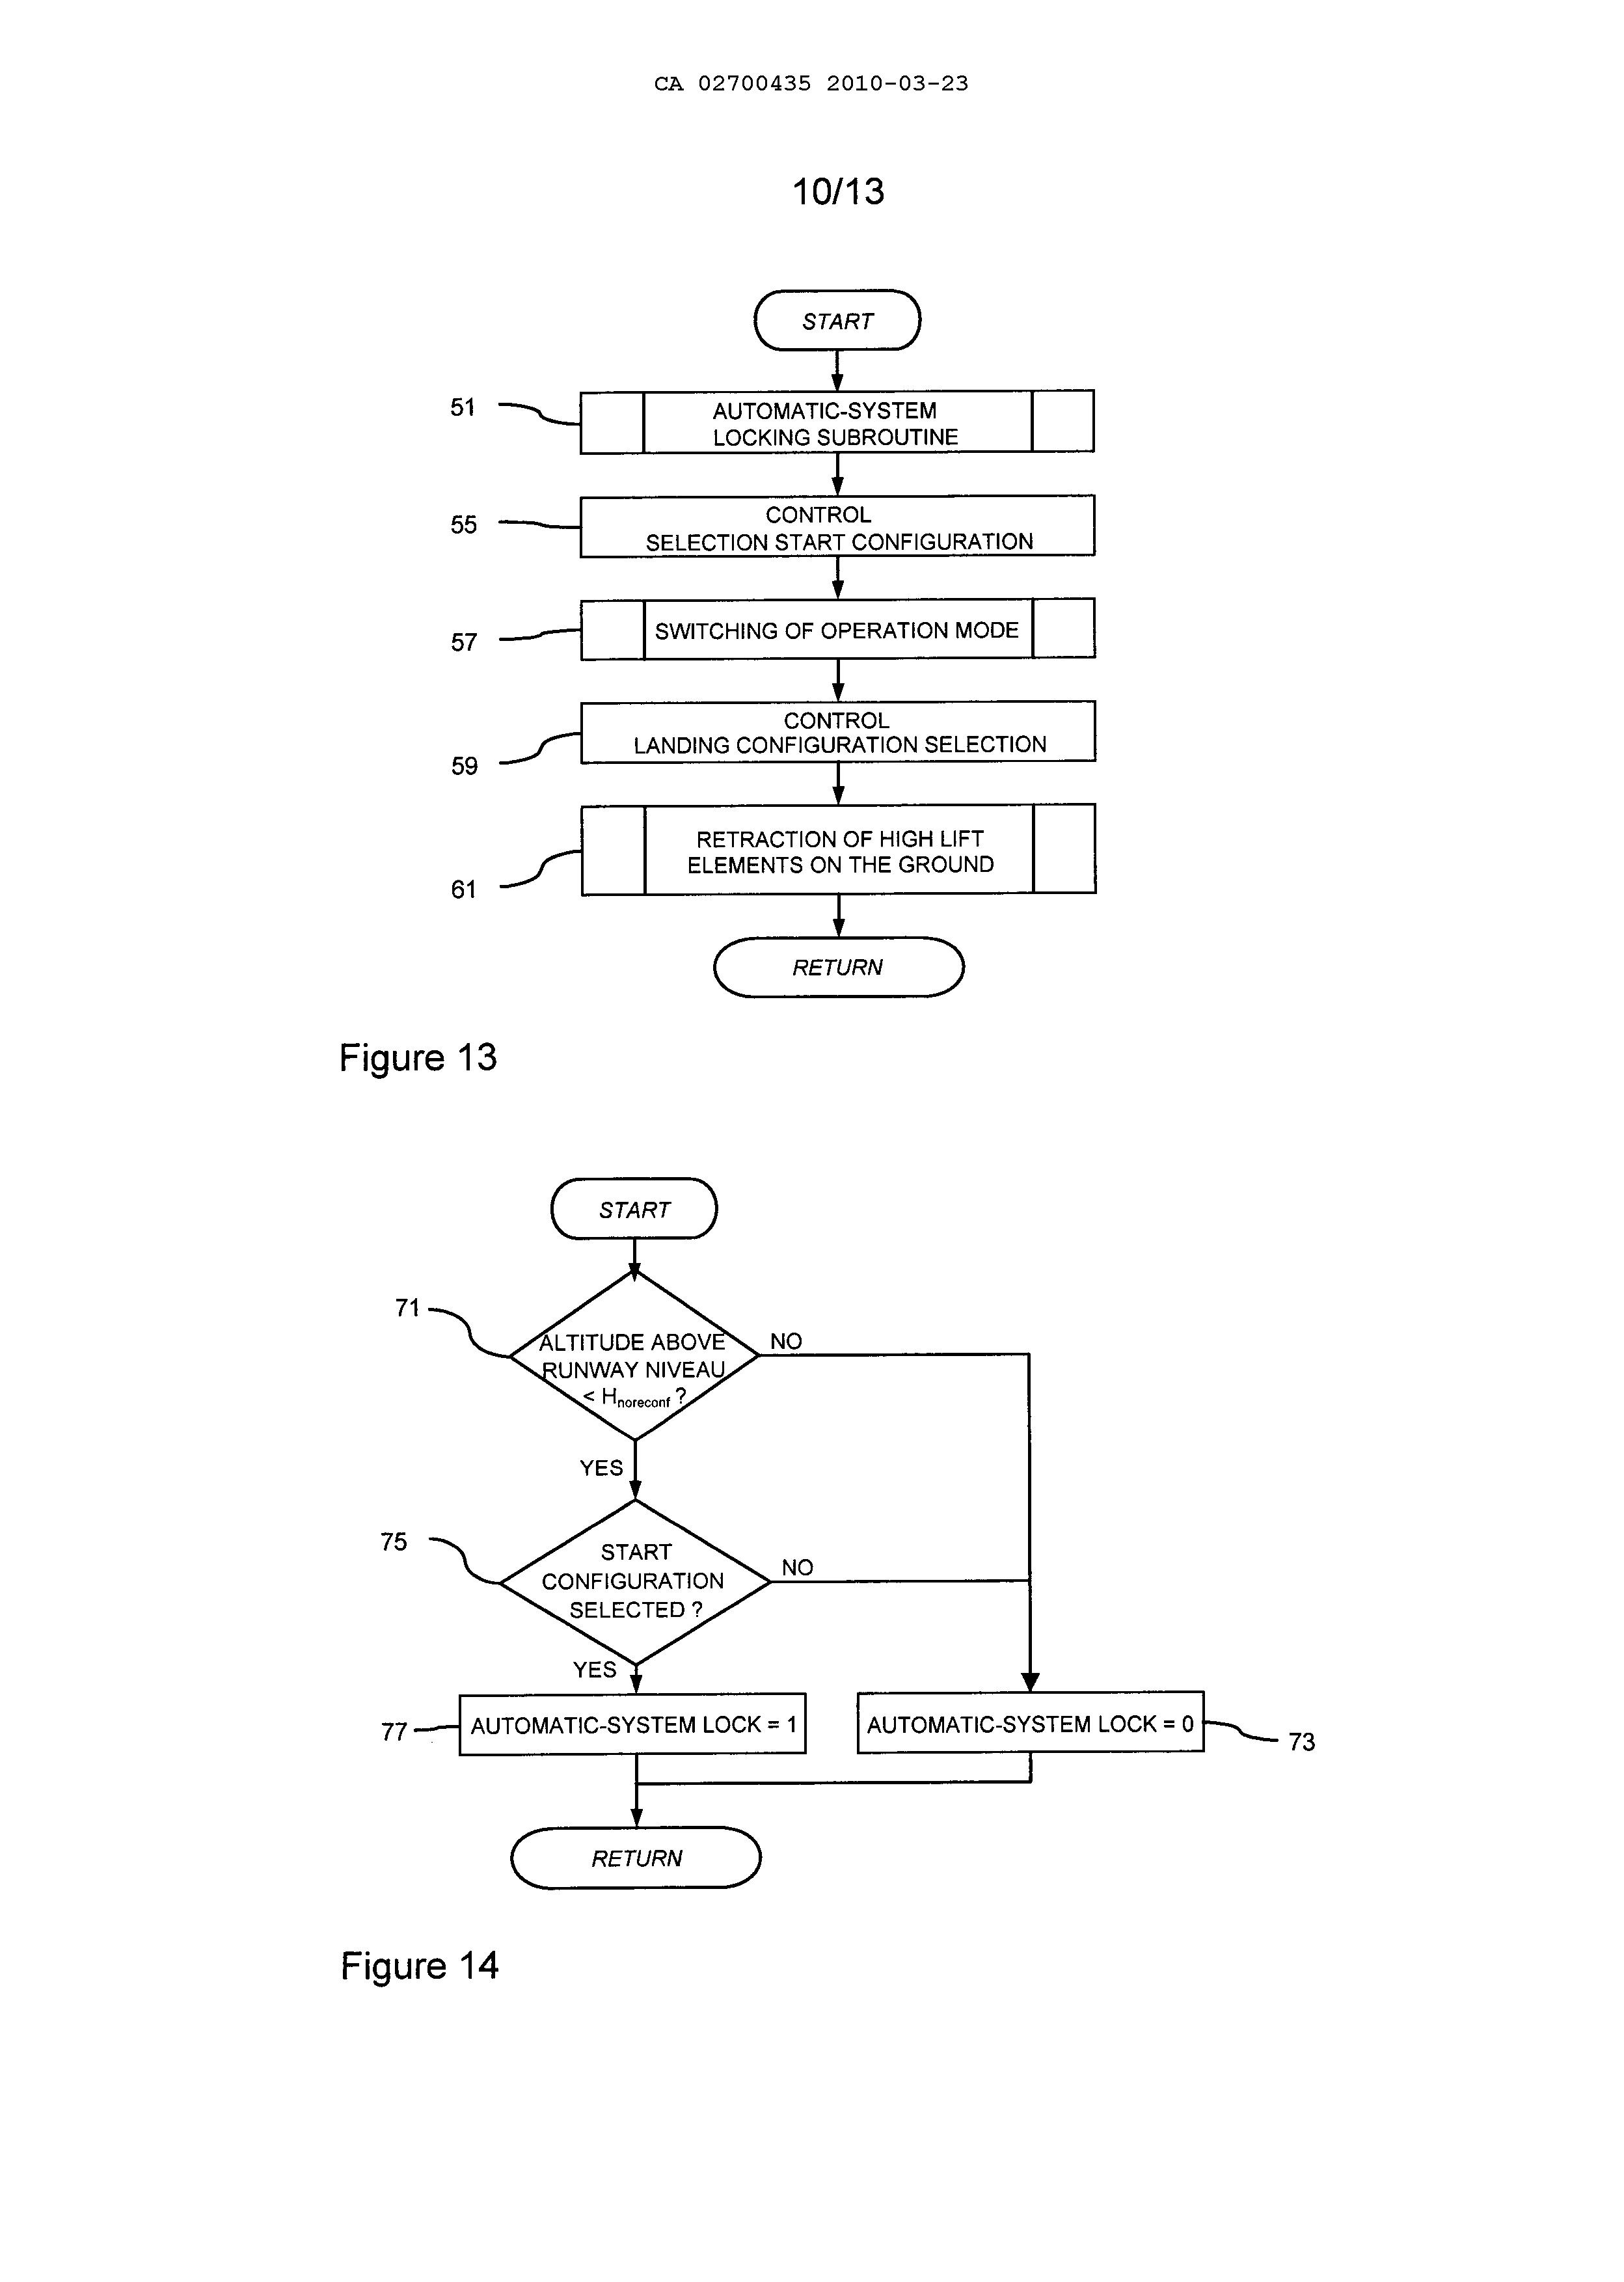 CA 02700435 2010-03-23
10/13
START
51
AUTOMATIC-SYSTEM
LOCKING SUBROUTINE
55
CONTROL
SELECTION START CONFIGURATION
57
SWITCHING OF OPERATION MODE
59
CONTROL
LANDING CONFIGURATION SELECTION
61
RETRACTION OF HIGH LIFT
ELEMENTS ON THE GROUND
RETURN
Figure 13
START
71
ALTITUDE ABOVE
RUNWAY NIVEAU
< Hnoreconf ?
NO
YES
75
START
CONFIGURATION
SELECTED ?
NO
YES
77
AUTOMATIC-SYSTEM LOCK = 1
AUTOMATIC-SYSTEM LOCK = 0
73
RETURN
Figure 14